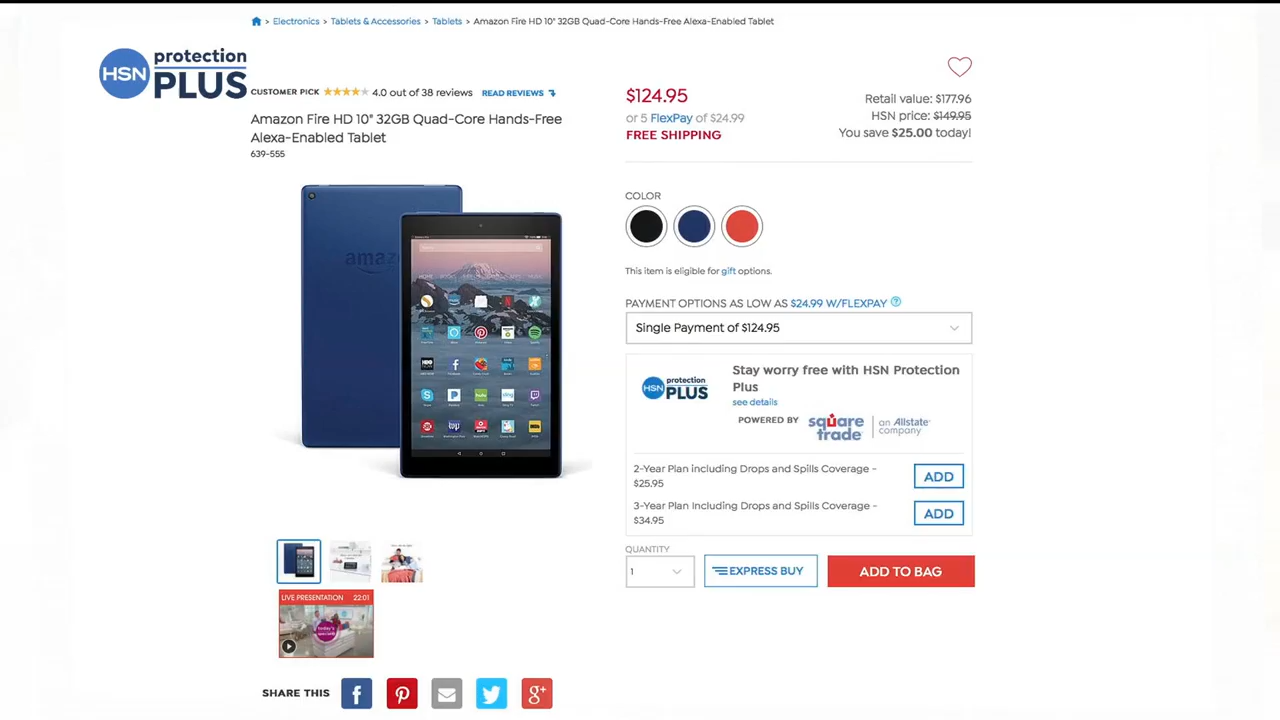 Electronics > Tablets & Accessories > Tablets > Amazon Fire HD 10" 32GB Quad-Core Hands-Free Alexa-Enabled Tablet
HSN protection PLUS
CUSTOMER PICK 4.0 out of 38 reviews READ REVIEWS
Amazon Fire HD 10" 32GB Quad-Core Hands-Free
Alexa-Enabled Tablet
639-555
amaz
$124.95
or 5 FlexPay of $24.99
FREE SHIPPING
Retail value: $177.96
HSN price: $149.95
You save $25.00 today!
COLOR
This item is eligible for gift options.
PAYMENT OPTIONS AS LOW AS $24.99 W/FLEXPAY ?
Single Payment of $124.95
HSN protection PLUS
Stay worry free with HSN Protection
Plus
see details
POWERED BY square trade | an Allstate company
2-Year Plan including Drops and Spills Coverage -
$25.95
ADD
3-Year Plan Including Drops and Spills Coverage -
$34.95
ADD
QUANTITY
1
EXPRESS BUY
ADD TO BAG
LIVE PRESENTATION 22:01
today's
SHARE THIS